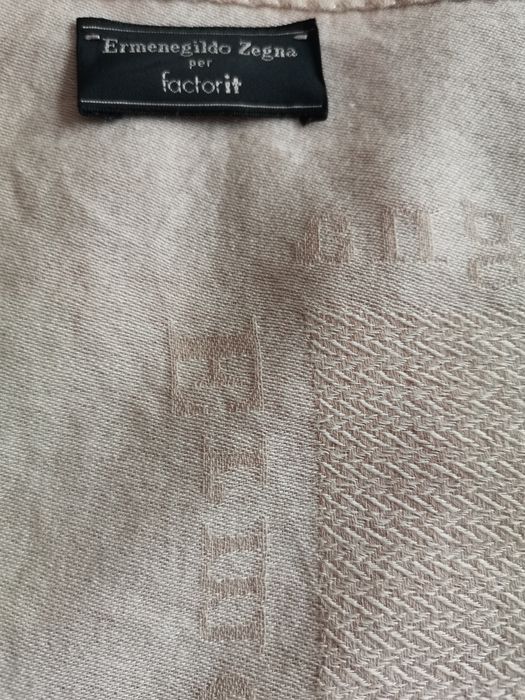 Ermenegildo Zegna
per
factorit